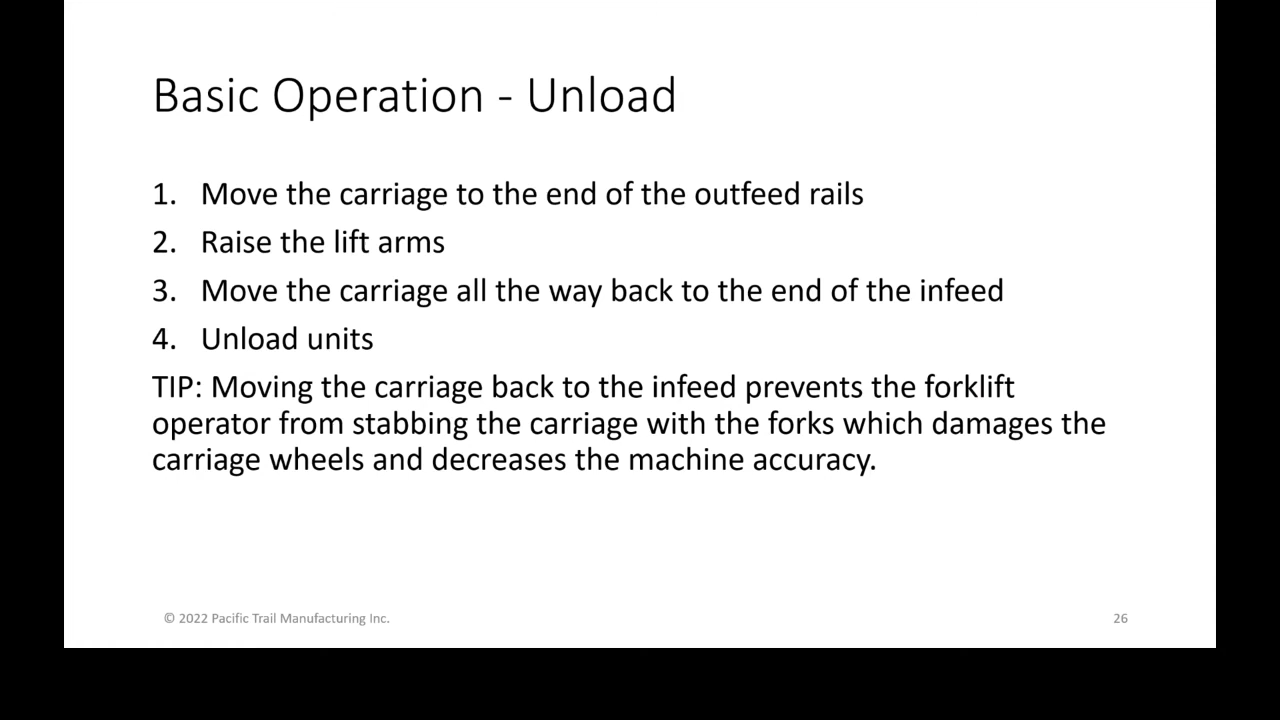 Basic Operation - Unload
1. Move the carriage to the end of the outfeed rails
2. Raise the lift arms
3. Move the carriage all the way back to the end of the infeed
4. Unload units
TIP: Moving the carriage back to the infeed prevents the forklift
operator from stabbing the carriage with the forks which damages the
carriage wheels and decreases the machine accuracy.
© 2022 Pacific Trail Manufacturing Inc.
26